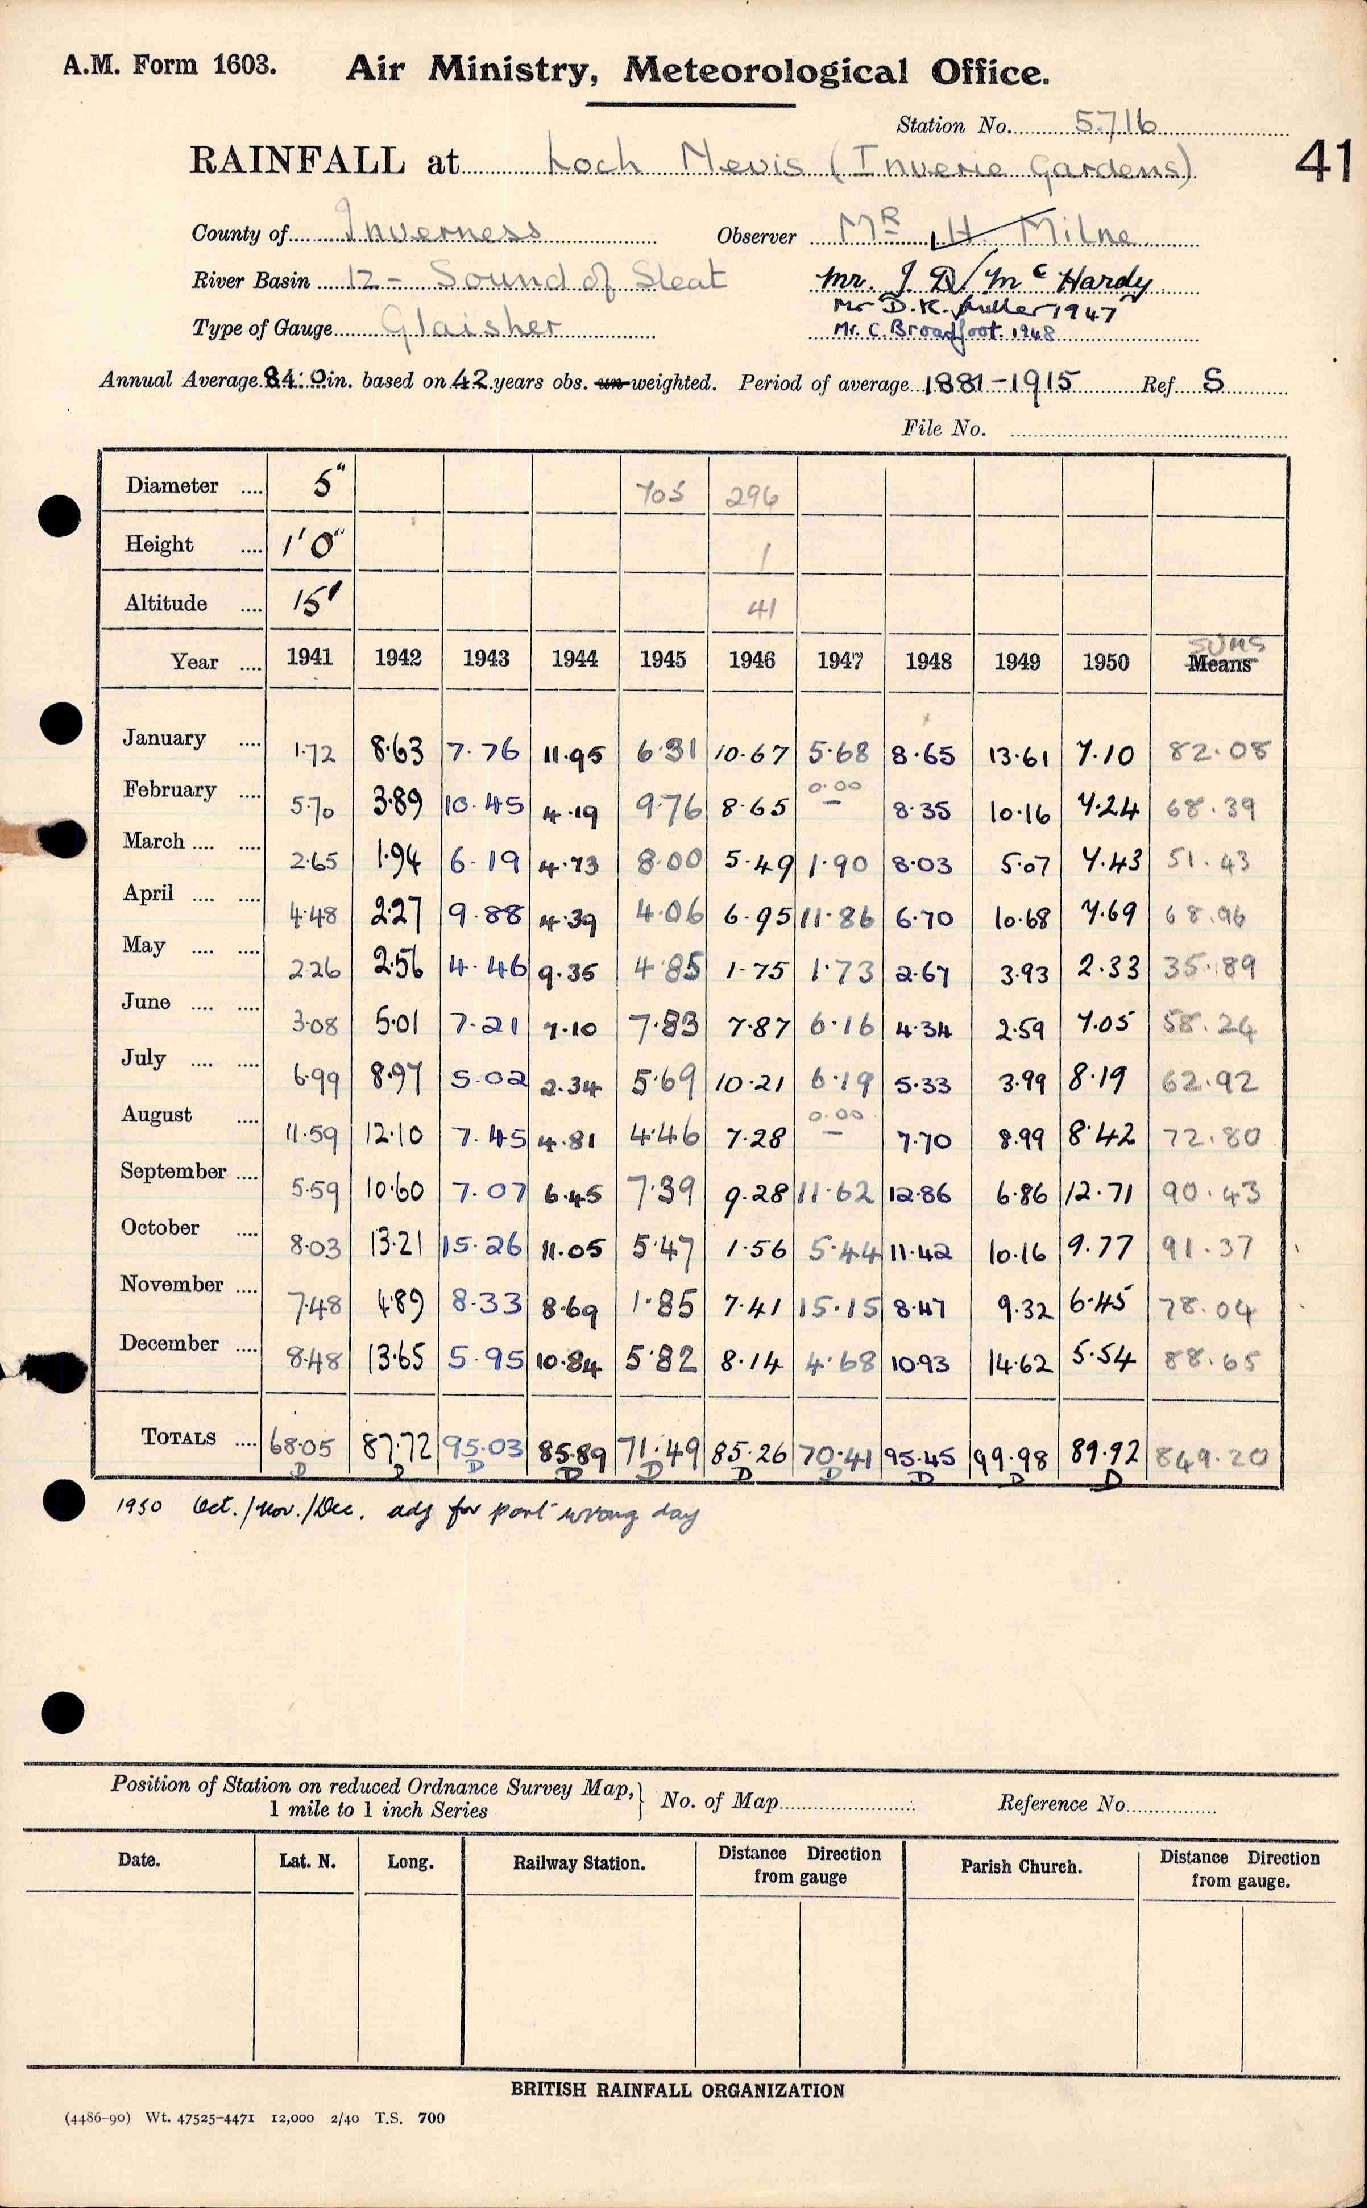 A.M. Form 1603. Air Ministry, Meteorological Office.
Station No. 5716
RAINFALL at Loch Nevis (Inverie Gardens) 41
County of Inverness Observer MR H. Milne
River Basin 12 - Sound of Sleat Mr. J D McHardy
Mr D.K. Fuller 1947
Type of Gauge Glaisher Mr. C. Broadfoot 1948
Annual Average 84.0 in. based on 42 years obs. un-weighted. Period of average 1881-1915 Ref. S
File No.
Diameter 5" 705 296
Height 1'0" 1
Altitude 15' 41
sums
Year 1941 1942 1943 1944 1945 1946 1947 1948 1949 1950 Means
January 1.72 8.63 7.76 11.95 6.31 10.67 5.68 8.65 13.61 7.10 82.08
February 5.70 3.89 10.45 4.19 9.76 8.65 0.00 — 8.35 10.16 7.24 68.39
March 2.65 1.94 6.19 4.73 8.00 5.49 1.90 8.03 5.07 7.43 51.43
April 4.48 2.27 9.88 4.39 4.06 6.95 11.86 6.70 10.68 7.69 68.96
May 2.26 2.56 4.46 9.35 4.85 1.75 1.73 2.67 3.93 2.33 35.89
June 3.08 5.01 7.21 7.10 7.83 7.87 6.16 4.34 2.59 7.05 58.24
July 6.99 8.97 5.02 2.34 5.69 10.21 6.19 5.33 3.99 8.19 62.92
August 11.59 12.10 7.45 4.81 4.46 7.28 0.00 — 7.70 8.99 8.42 72.80
September 5.59 10.60 7.07 6.45 7.39 9.28 11.62 12.86 6.86 12.71 90.43
October 8.03 13.21 15.26 11.05 5.47 1.56 5.44 11.42 10.16 9.77 91.37
November 7.48 4.89 8.33 8.69 1.85 7.41 15.15 8.47 9.32 6.45 78.04
December 8.48 13.65 5.95 10.84 5.82 8.14 4.68 10.93 14.62 5.54 88.65
TOTALS 68.05 87.72 95.03 85.89 71.49 85.26 70.41 95.45 99.98 89.92 849.20
D D D D D D D D D D
1950 Oct./Nov./Dec. adj for part wrong day
Position of Station on reduced Ordnance Survey Map, 1 mile to 1 inch Series } No. of Map Reference No.
Date. Lat. N. Long. Railway Station. Distance Direction from gauge Parish Church. Distance Direction from gauge.
BRITISH RAINFALL ORGANIZATION
(4486-90) Wt. 47525-4471 12,000 2/40 T.S. 700